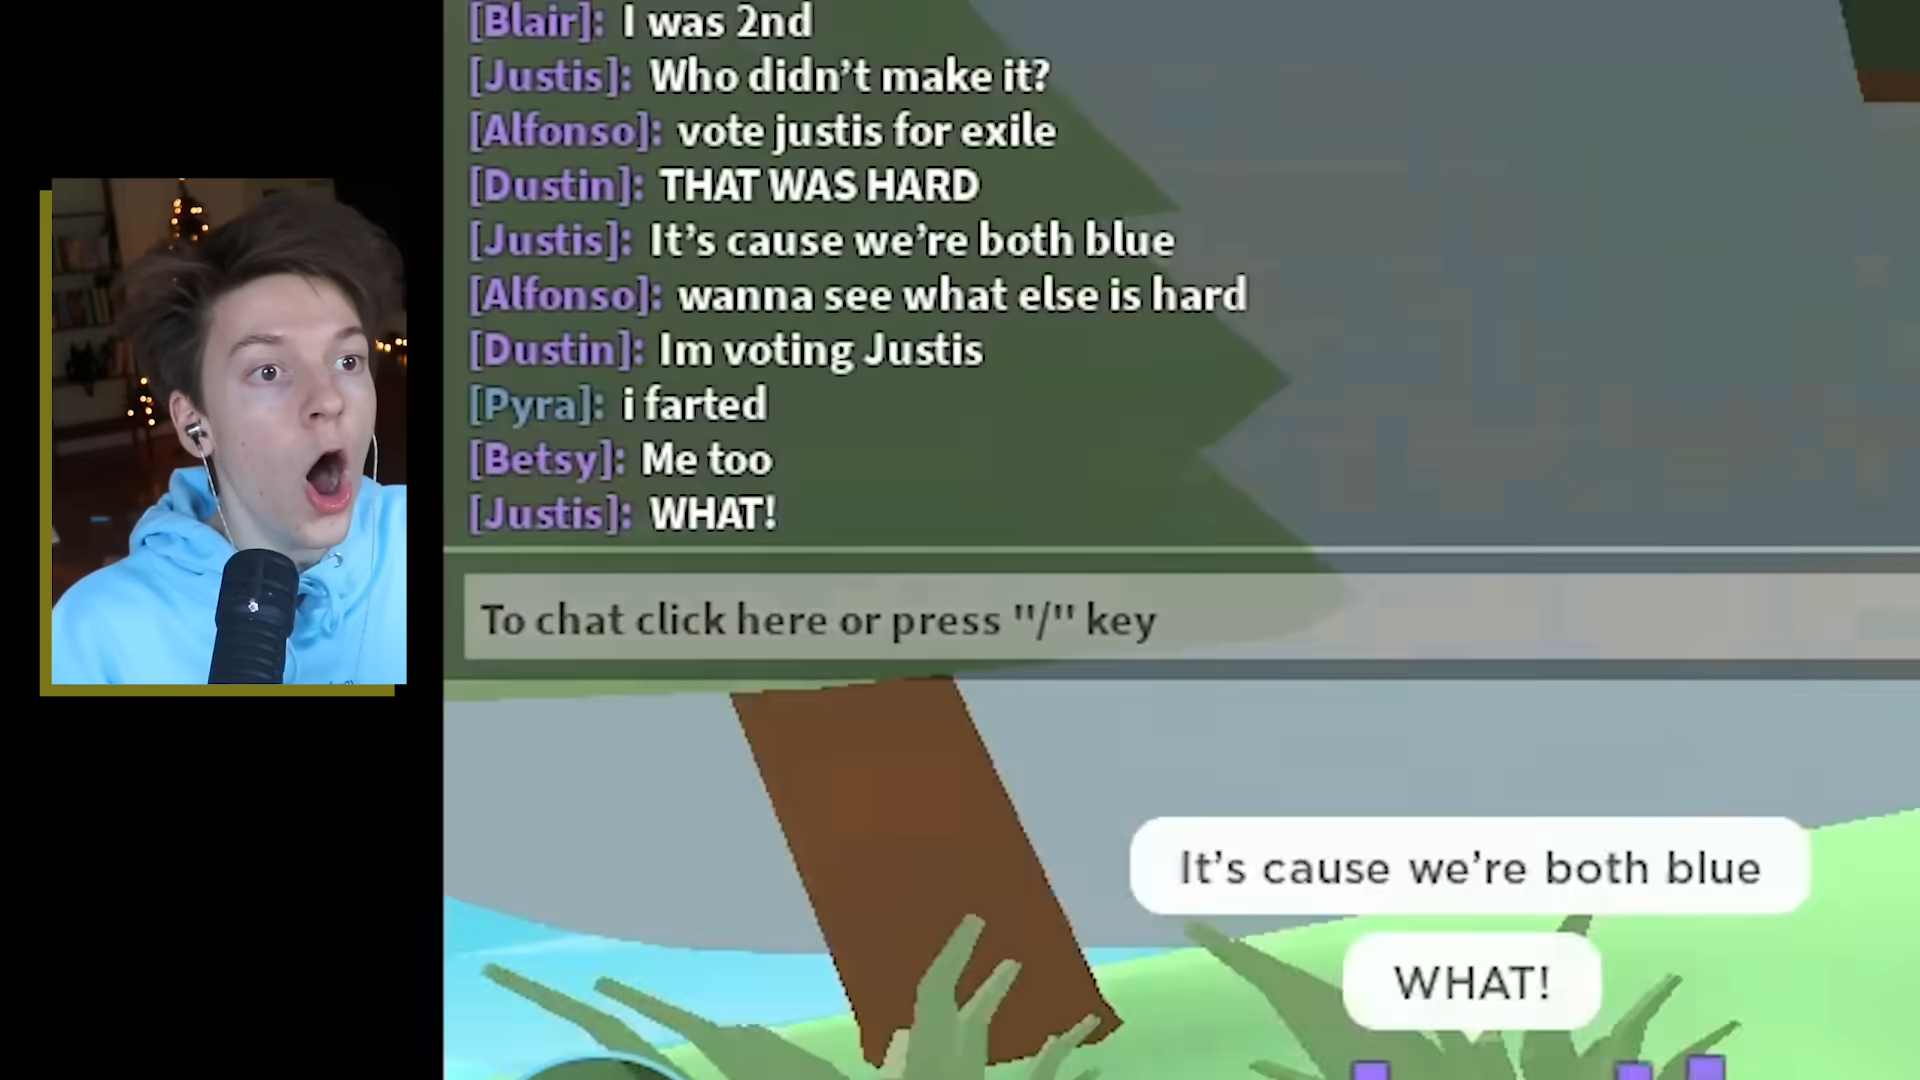 [Blair]: I was 2nd
[Justis]: Who didn’t make it?
[Alfonso]: vote justis for exile
[Dustin]: THAT WAS HARD
[Justis]: It’s cause we’re both blue
[Alfonso]: wanna see what else is hard
[Dustin]: Im voting Justis
[Pyra]: i farted
[Betsy]: Me too
[Justis]: WHAT!
To chat click here or press "/" key
It’s cause we’re both blue
WHAT!